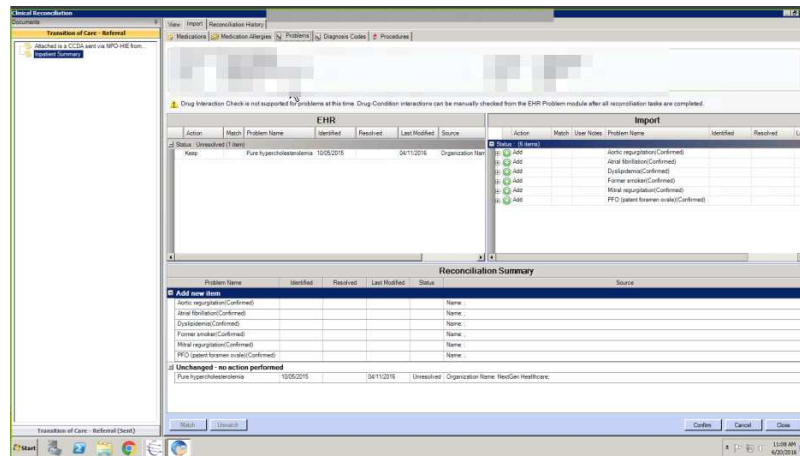 Clinical Reconciliation
Documents
Transition of Care - Referral
Attached is a CCDA sent via NPO-HIE from...
Inpatient Summary
View Import Reconciliation History
Medications Medication Allergies Problems Diagnosis Codes Procedures
Drug Interaction Check is not supported for problems at this time. Drug-Condition interactions can be manually checked from the EHR Problem module after all reconciliation tasks are completed.
EHR
Action Match Problem Name Identified Resolved Last Modified Source
Status : Unresolved (1 item)
Keep Pure hypercholesterolemia 10/05/2015 04/11/2016 Organization Nam
Import
Action Match User Notes Problem Name Identified Resolved
Status : (6 items)
Add Aortic regurgitation(Confirmed)
Add Atrial fibrillation(Confirmed)
Add Dyslipidemia(Confirmed)
Add Former smoker(Confirmed)
Add Mitral regurgitation(Confirmed)
Add PFO (patent foramen ovale)(Confirmed)
Reconciliation Summary
Problem Name Identified Resolved Last Modified Status Source
Add new item
Aortic regurgitation(Confirmed) Name: ;
Atrial fibrillation(Confirmed) Name: ;
Dyslipidemia(Confirmed) Name: ;
Former smoker(Confirmed) Name: ;
Mitral regurgitation(Confirmed) Name: ;
PFO (patent foramen ovale)(Confirmed) Name: ;
Unchanged - no action performed
Pure hypercholesterolemia 10/05/2015 04/11/2016 Unresolved Organization Name: NextGen Healthcare;
Transition of Care - Referral (Sent)
Match Unmatch Confirm Cancel Close
Start
11:08 AM
6/20/2016